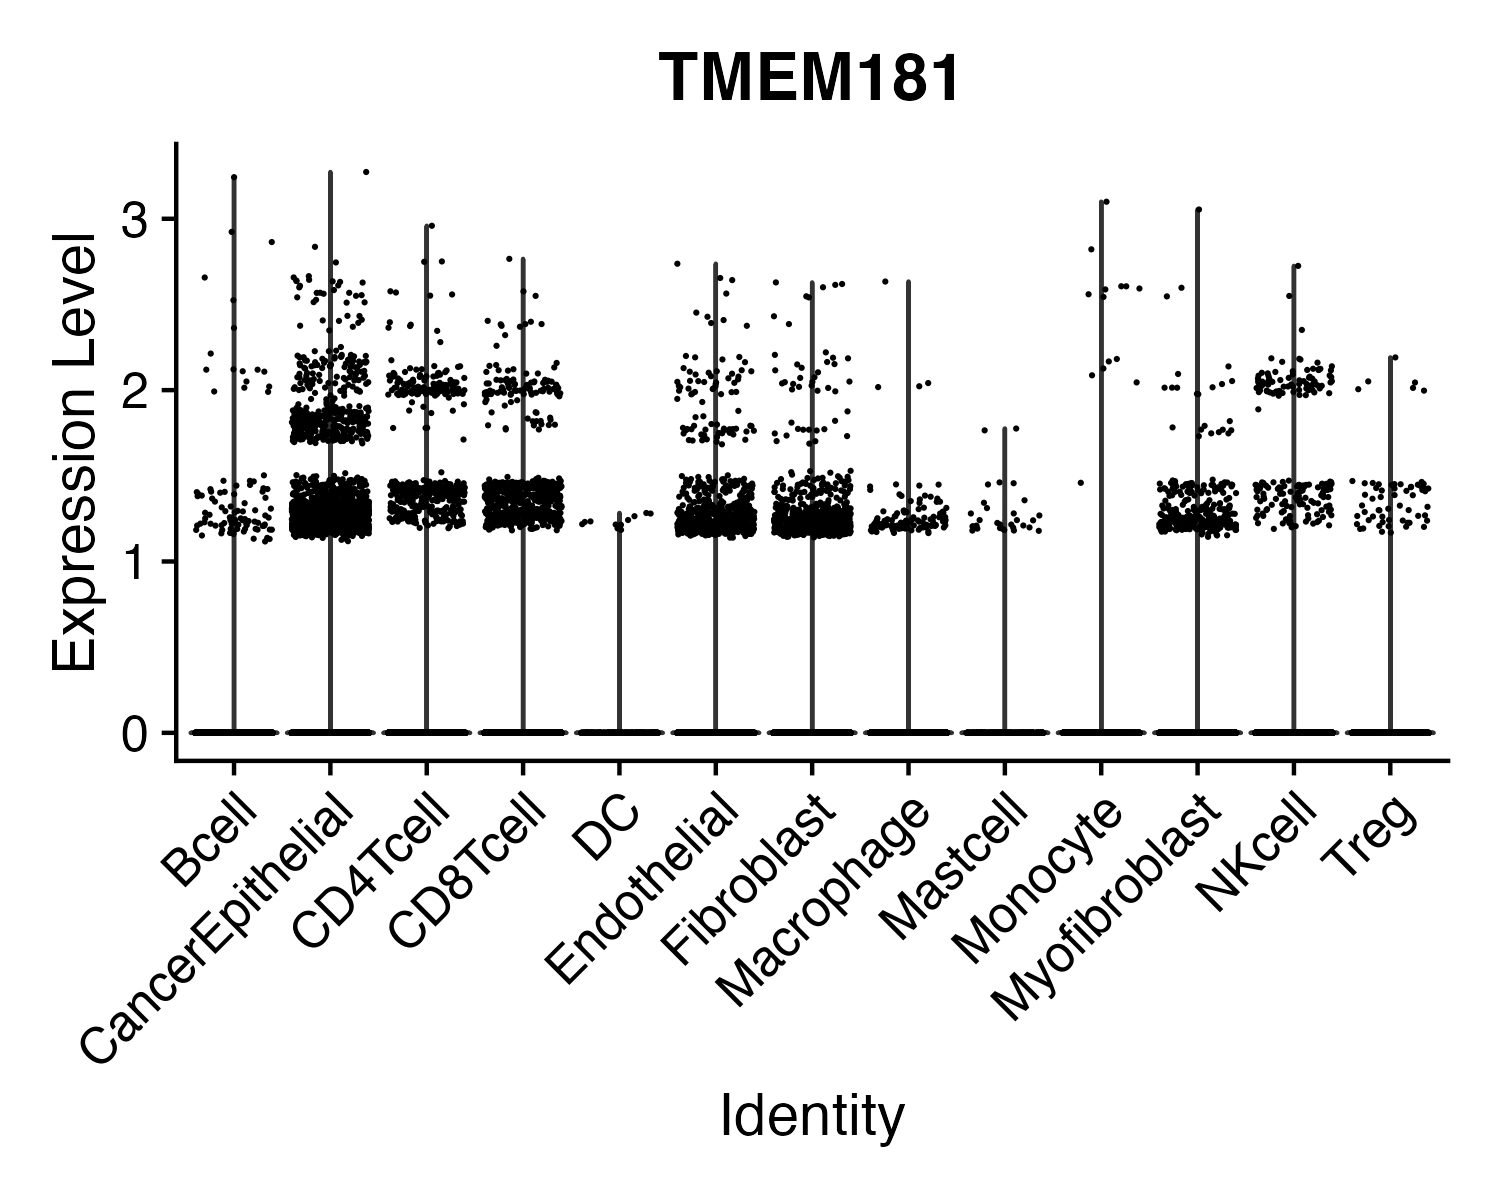 TMEM181
Expression Level
3
2
1
0
Bcell
CancerEpithelial
CD4Tcell
CD8Tcell
DC
Endothelial
Fibroblast
Macrophage
Mastcell
Monocyte
Myofibroblast
NKcell
Treg
Identity